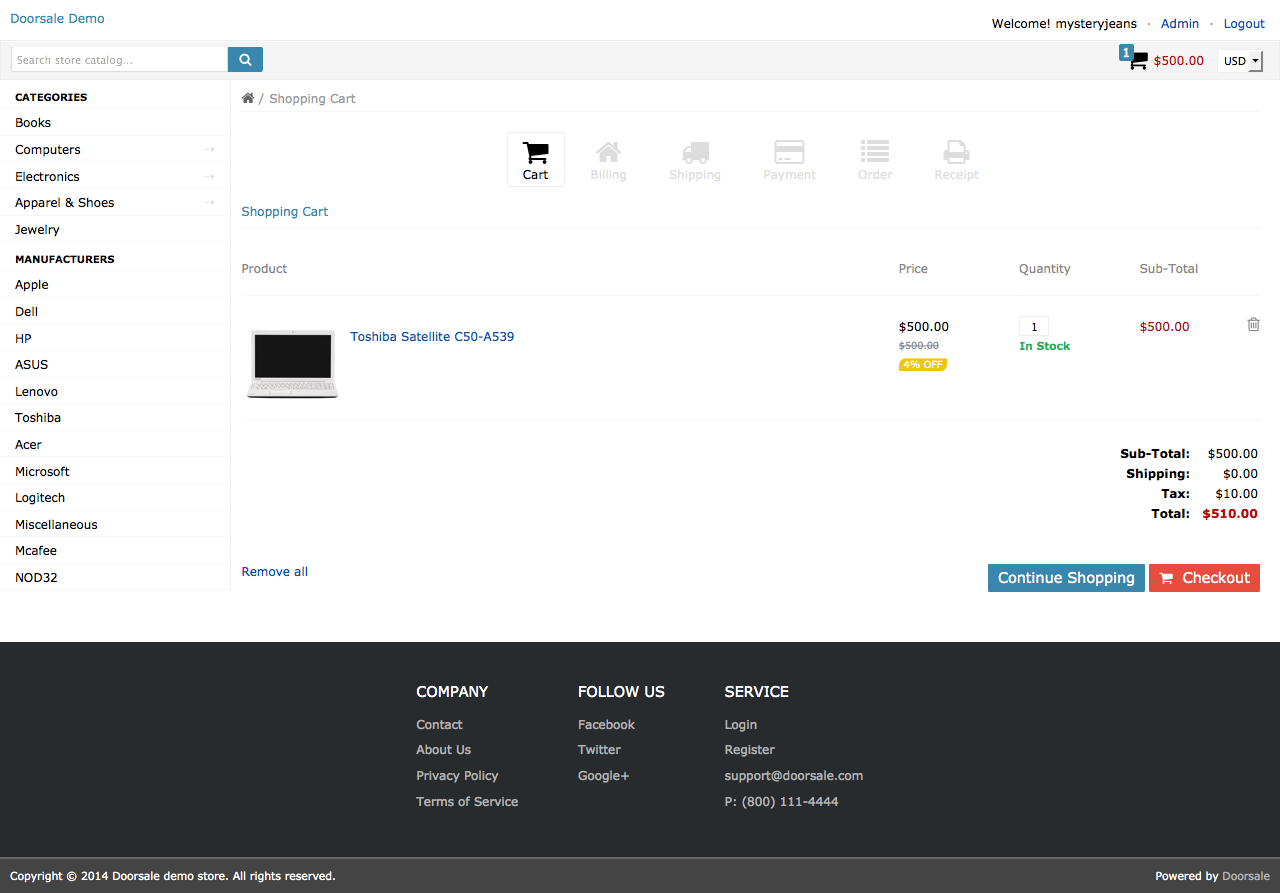 Doorsale Demo
Welcome! mysteryjeans · Admin · Logout
Search store catalog...
1 $500.00 USD
CATEGORIES
Books
Computers
Electronics
Apparel & Shoes
Jewelry
MANUFACTURERS
Apple
Dell
HP
ASUS
Lenovo
Toshiba
Acer
Microsoft
Logitech
Miscellaneous
Mcafee
NOD32
/ Shopping Cart
Cart Billing Shipping Payment Order Receipt
Shopping Cart
Product Price Quantity Sub-Total
Toshiba Satellite C50-A539
$500.00 1 $500.00
$500.00 In Stock
4% OFF
Sub-Total: $500.00
Shipping: $0.00
Tax: $10.00
Total: $510.00
Remove all
Continue Shopping Checkout
COMPANY
Contact
About Us
Privacy Policy
Terms of Service
FOLLOW US
Facebook
Twitter
Google+
SERVICE
Login
Register
support@doorsale.com
P: (800) 111-4444
Copyright © 2014 Doorsale demo store. All rights reserved.
Powered by Doorsale